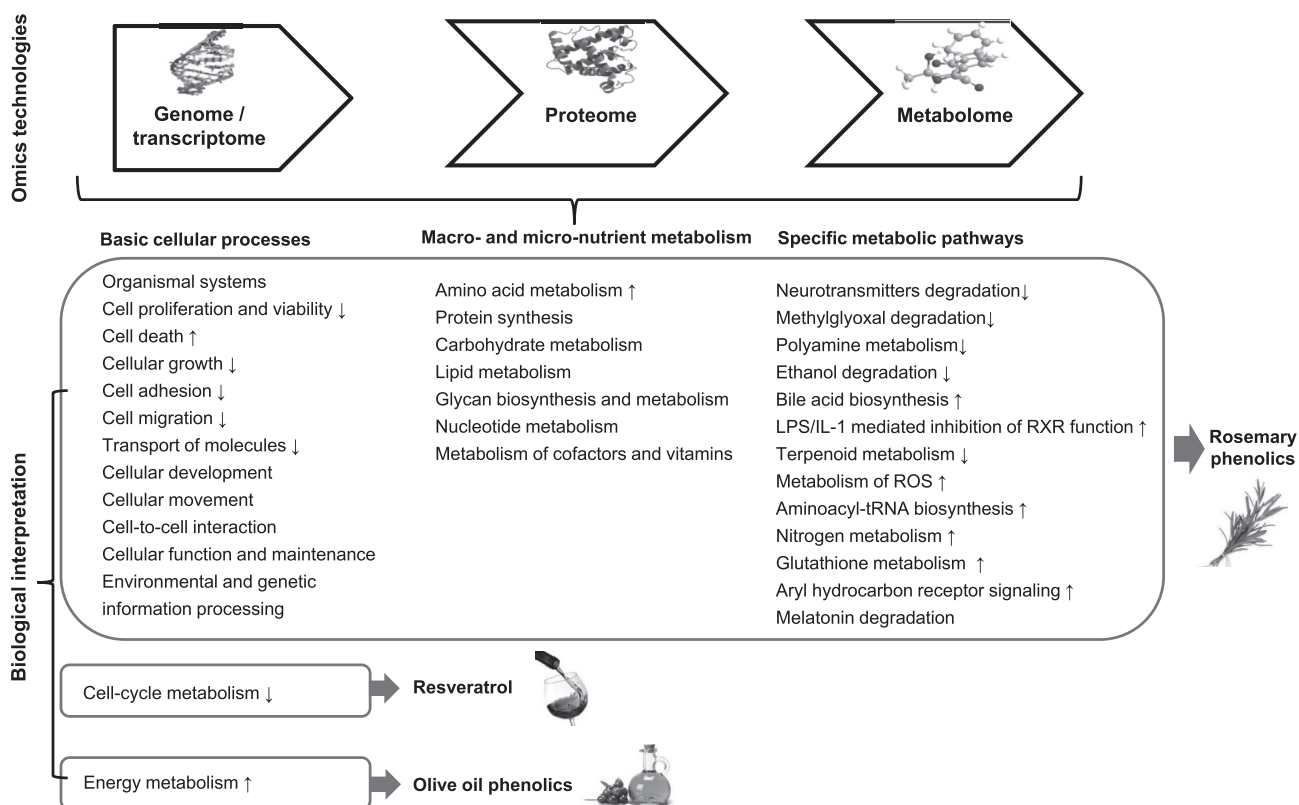 Omics technologies
Genome /
transcriptome
Proteome
Metabolome
Basic cellular processes
Macro- and micro-nutrient metabolism
Specific metabolic pathways
Organismal systems
Cell proliferation and viability ↓
Cell death ↑
Cellular growth ↓
Cell adhesion ↓
Cell migration ↓
Transport of molecules ↓
Cellular development
Cellular movement
Cell-to-cell interaction
Cellular function and maintenance
Environmental and genetic
information processing
Amino acid metabolism ↑
Protein synthesis
Carbohydrate metabolism
Lipid metabolism
Glycan biosynthesis and metabolism
Nucleotide metabolism
Metabolism of cofactors and vitamins
Neurotransmitters degradation↓
Methylglyoxal degradation↓
Polyamine metabolism↓
Ethanol degradation ↓
Bile acid biosynthesis ↑
LPS/IL-1 mediated inhibition of RXR function ↑
Terpenoid metabolism ↓
Metabolism of ROS ↑
Aminoacyl-tRNA biosynthesis ↑
Nitrogen metabolism ↑
Glutathione metabolism ↑
Aryl hydrocarbon receptor signaling ↑
Melatonin degradation
Rosemary
phenolics
Biological interpretation
Cell-cycle metabolism ↓
Resveratrol
Energy metabolism ↑
Olive oil phenolics